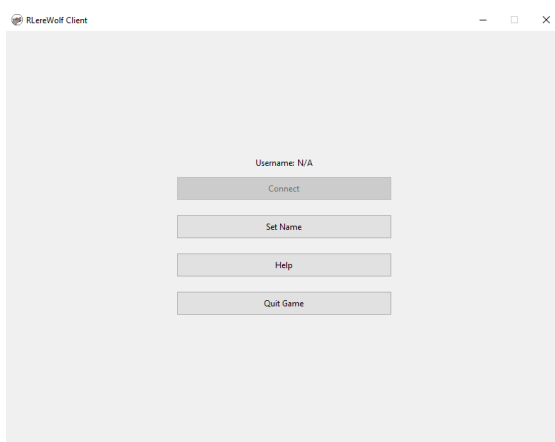 RLereWolf Client
Username: N/A
Connect
Set Name
Help
Quit Game